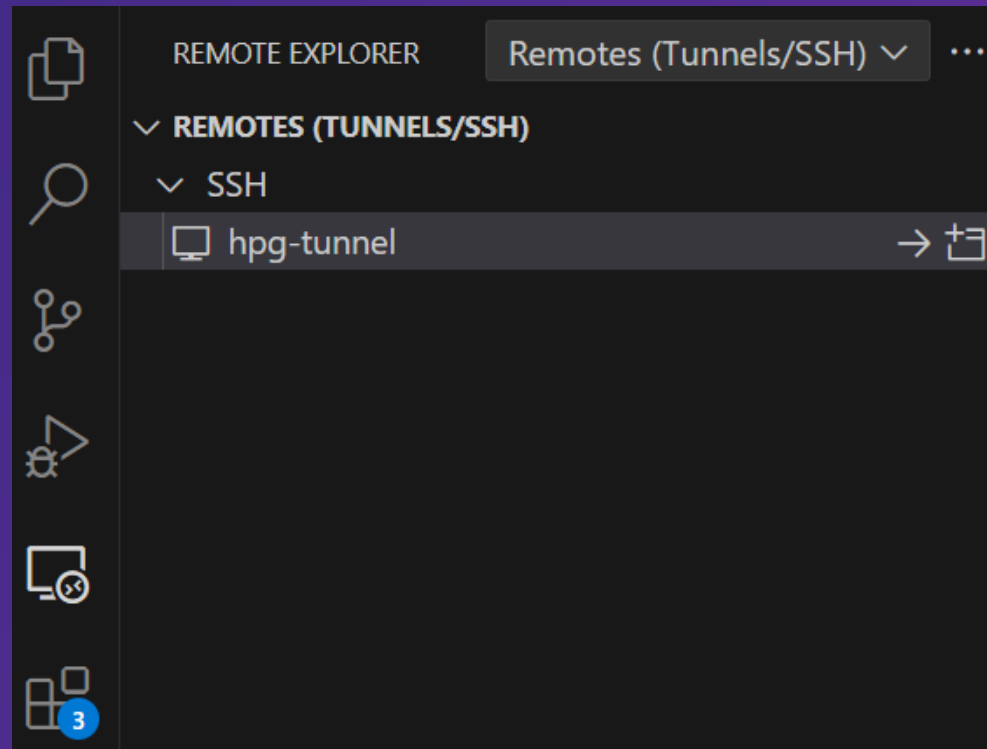 REMOTE EXPLORER Remotes (Tunnels/SSH)
REMOTES (TUNNELS/SSH)
SSH
hpg-tunnel
3